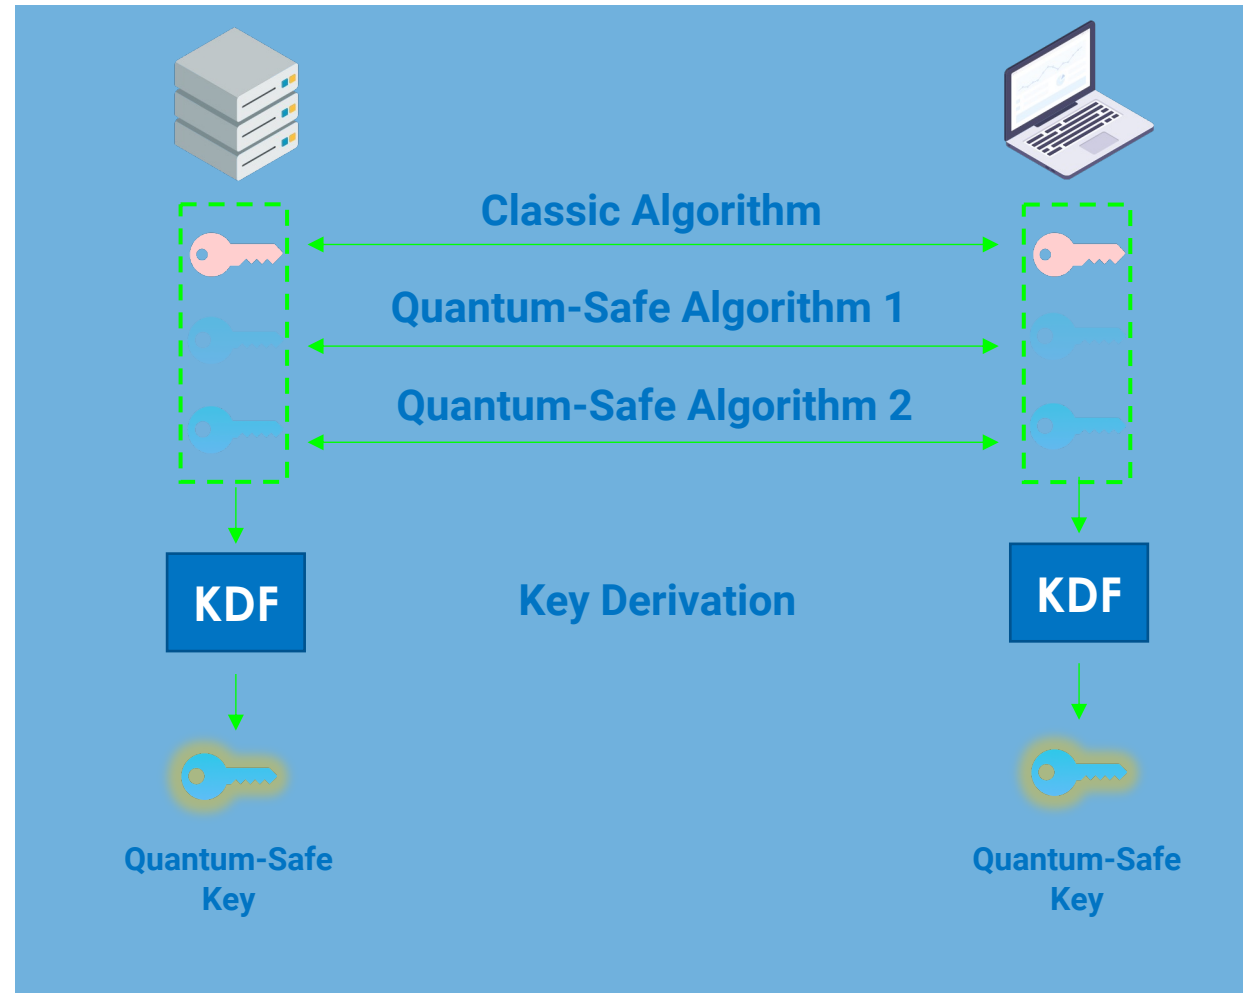 Classic Algorithm
Quantum-Safe Algorithm 1
Quantum-Safe Algorithm 2
KDF
Key Derivation
KDF
Quantum-Safe
Key
Quantum-Safe
Key